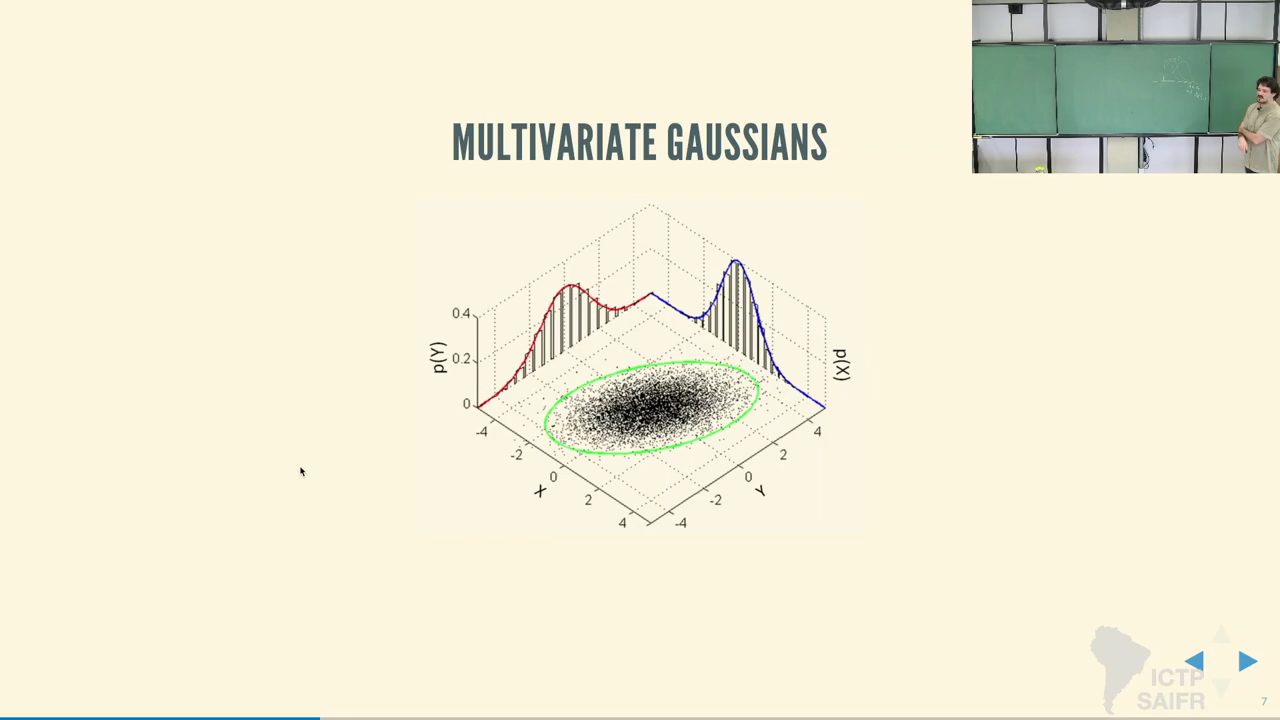 MULTIVARIATE GAUSSIANS
0.4
0.2
0
p(Y)
p(X)
-4
-2
0
2
4
X
-4
-2
0
2
4
Y
ICTP
SAIFR
7